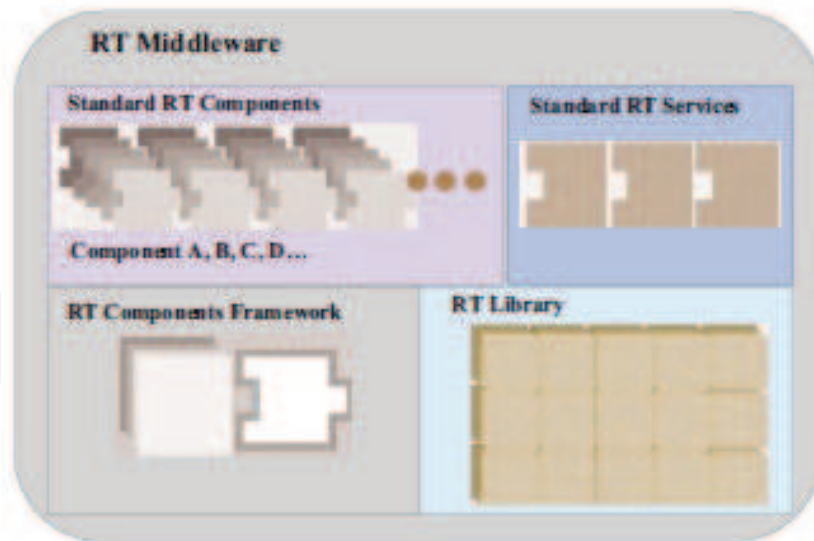 RT Middleware
Standard RT Components
Standard RT Services
Component A, B, C, D...
RT Components Framework
RT Library